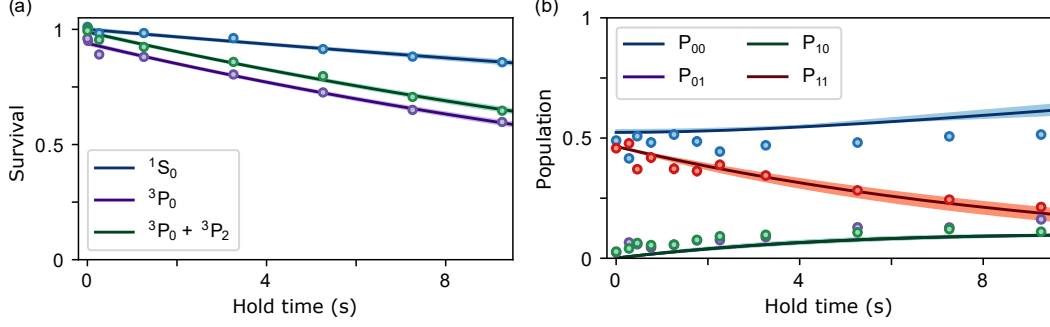 (a)
1
0.5
0
Survival
¹S₀
³P₀
³P₀ + ³P₂
0
4
8
Hold time (s)
(b)
1
0.5
0
Population
P₀₀
P₁₀
P₀₁
P₁₁
0
4
8
Hold time (s)